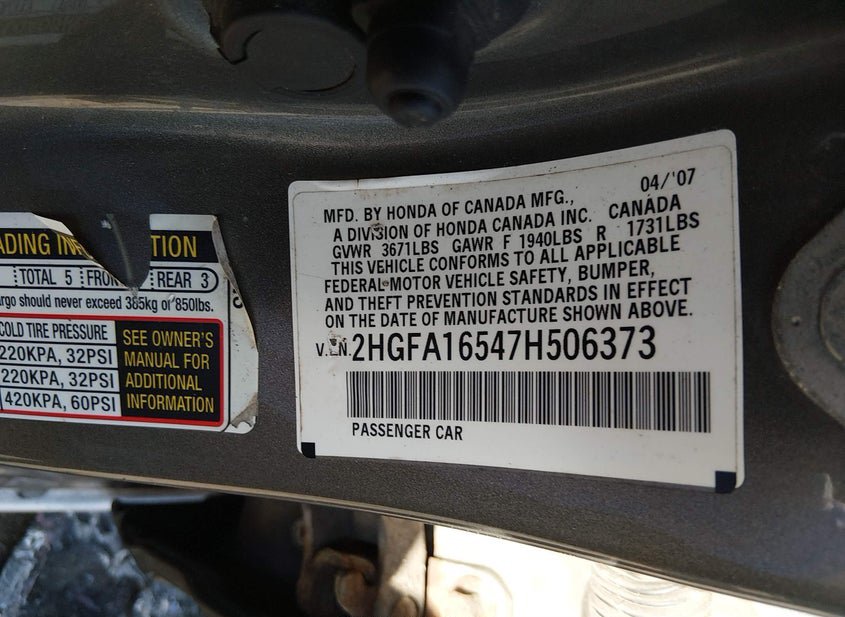 ADING IN TION
TOTAL 5 FRON REAR 3
argo should never exceed 385kg or 850lbs.
COLD TIRE PRESSURE
220KPA, 32PSI
220KPA, 32PSI
420KPA, 60PSI
SEE OWNER'S
MANUAL FOR
ADDITIONAL
INFORMATION
04/'07
MFD. BY HONDA OF CANADA MFG.,
A DIVISION OF HONDA CANADA INC. CANADA
GVWR 3671LBS GAWR F 1940LBS R 1731LBS
THIS VEHICLE CONFORMS TO ALL APPLICABLE
FEDERAL MOTOR VEHICLE SAFETY, BUMPER,
AND THEFT PREVENTION STANDARDS IN EFFECT
ON THE DATE OF MANUFACTURE SHOWN ABOVE.
V.I.N. 2HGFA16547H506373
PASSENGER CAR